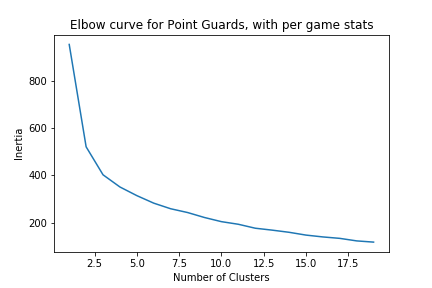 Elbow curve for Point Guards, with per game stats
Inertia
800
600
400
200
2.5 5.0 7.5 10.0 12.5 15.0 17.5
Number of Clusters